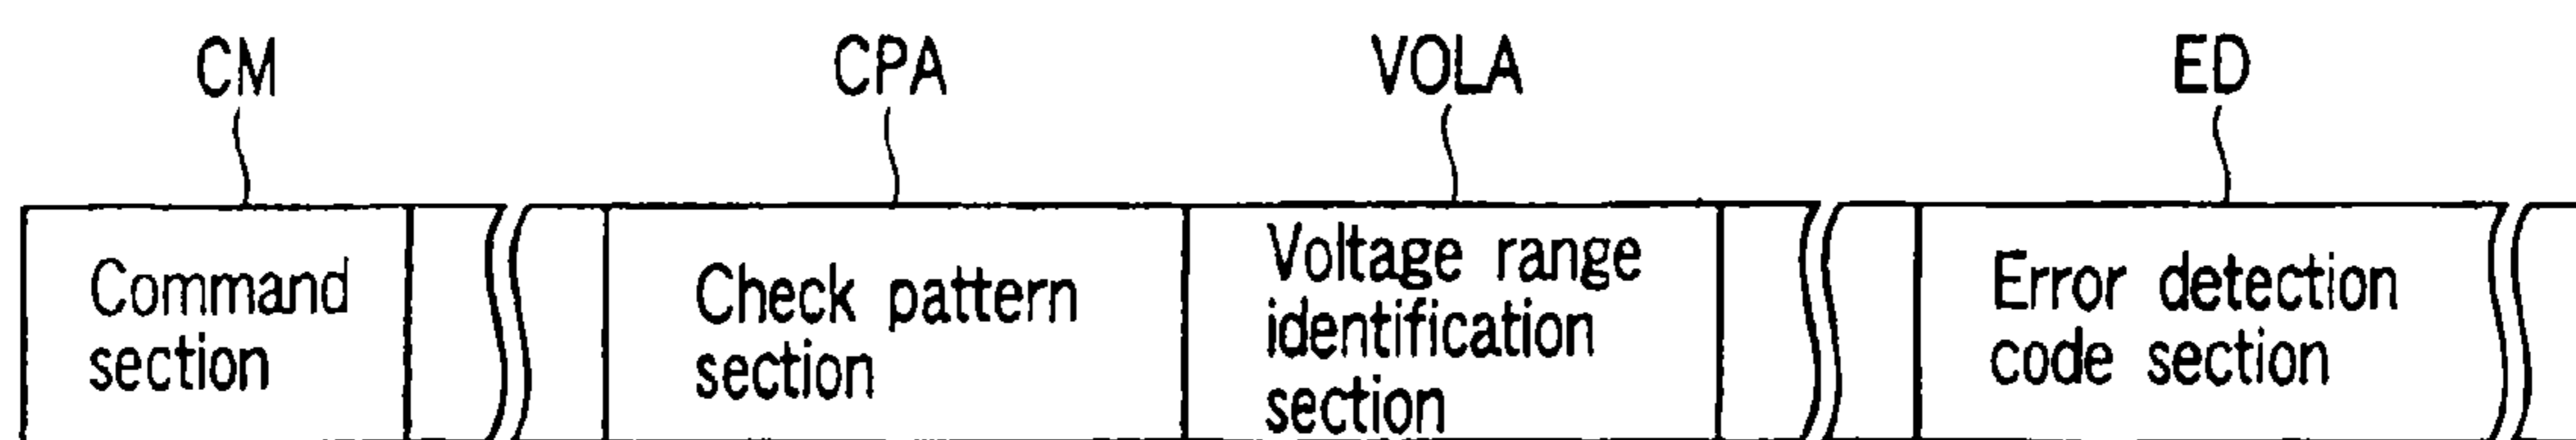 CM CPA VOLA ED
Command
section
Check pattern
section
Voltage range
identification
section
Error detection
code section